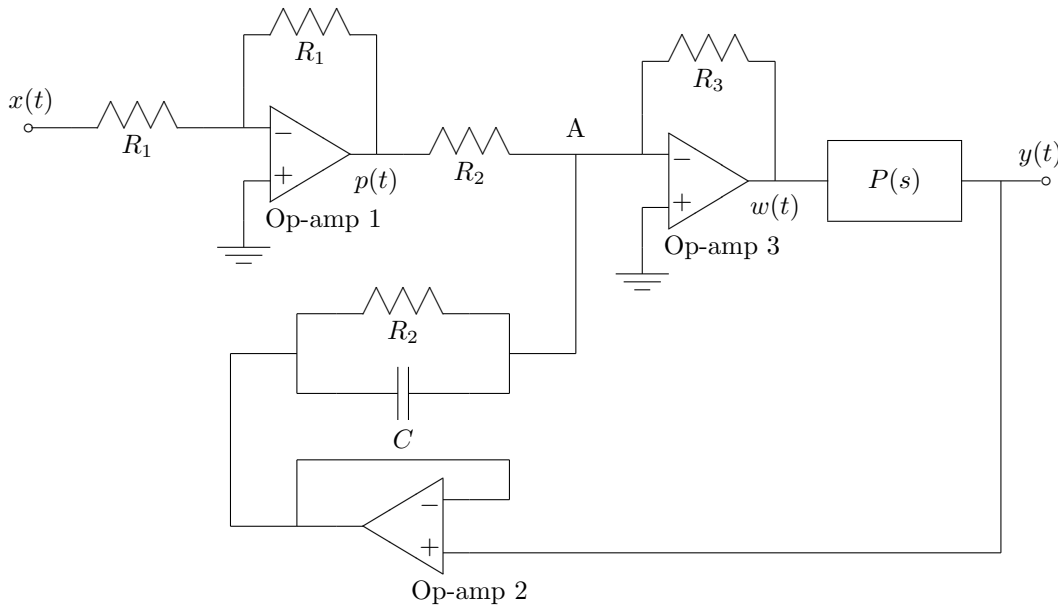 R₁
x(t)
R₁
−
+
p(t)
Op-amp 1
R₂
A
R₃
−
+
w(t)
Op-amp 3
P(s)
y(t)
R₂
C
−
+
Op-amp 2